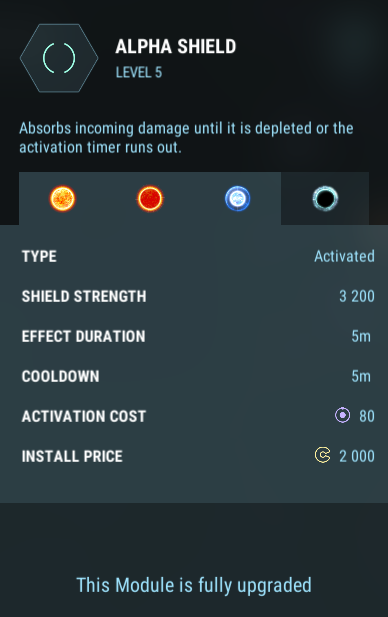 ALPHA SHIELD
LEVEL 5
Absorbs incoming damage until it is depleted or the
activation timer runs out.
TYPE Activated
SHIELD STRENGTH 3 200
EFFECT DURATION 5m
COOLDOWN 5m
ACTIVATION COST 80
INSTALL PRICE 2 000
This Module is fully upgraded